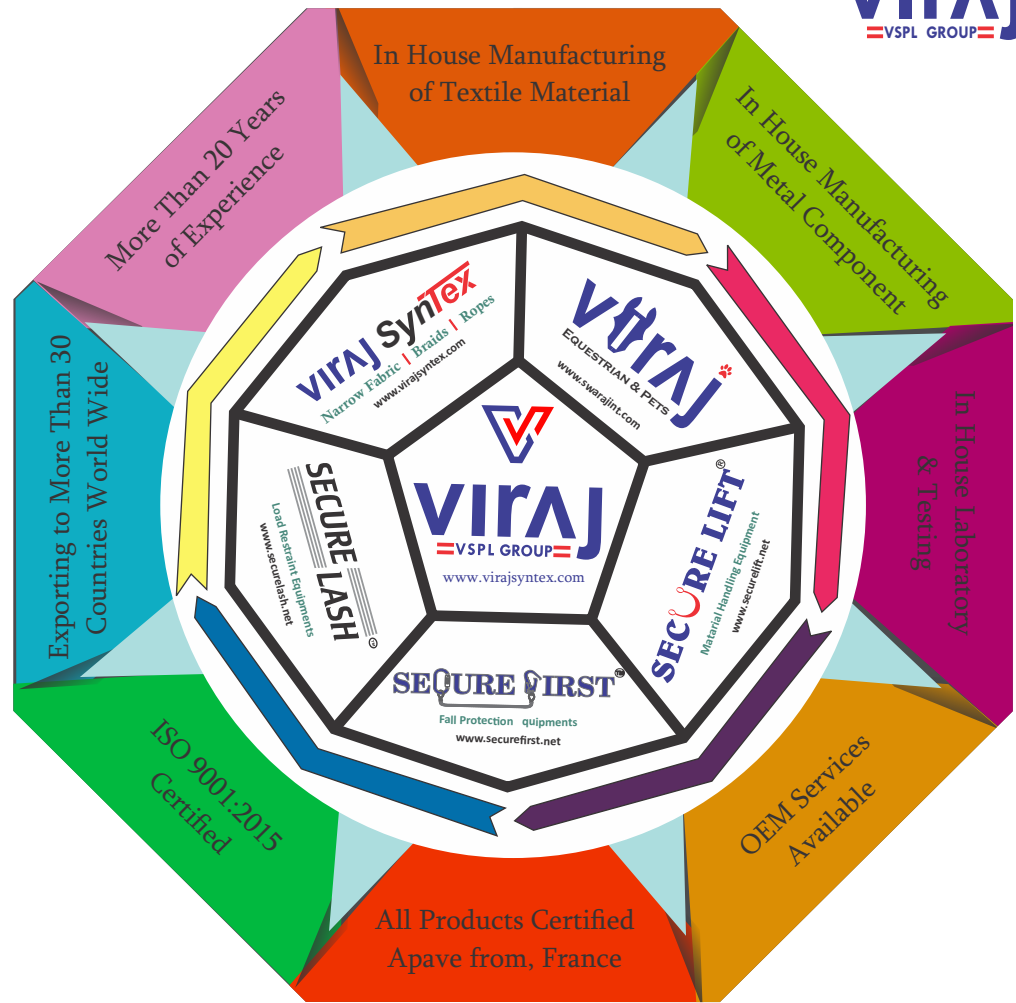 VIRAJ
VSPL GROUP
In House Manufacturing
of Textile Material
In House Manufacturing
of Metal Component
In House Laboratory
& Testing
OEM Services
Available
All Products Certified
Apave from, France
ISO 9001:2015
Certified
Exporting to More Than 30
Countries World Wide
More Than 20 Years
of Experience
VIRAJ SynTex
Narrow Fabric | Braids | Ropes
www.virajsyntex.com
VIRAJ
EQUESTRIAN & PETS
www.swarajint.com
SECURE LIFT®
Matarial Handling Equipment
www.securelift.net
SECURE FIRST™
Fall Protection quipments
www.securefirst.net
SECURE LASH
Load Restraint Equipments
www.securelash.net
VIRAJ
VSPL GROUP
www.virajsyntex.com